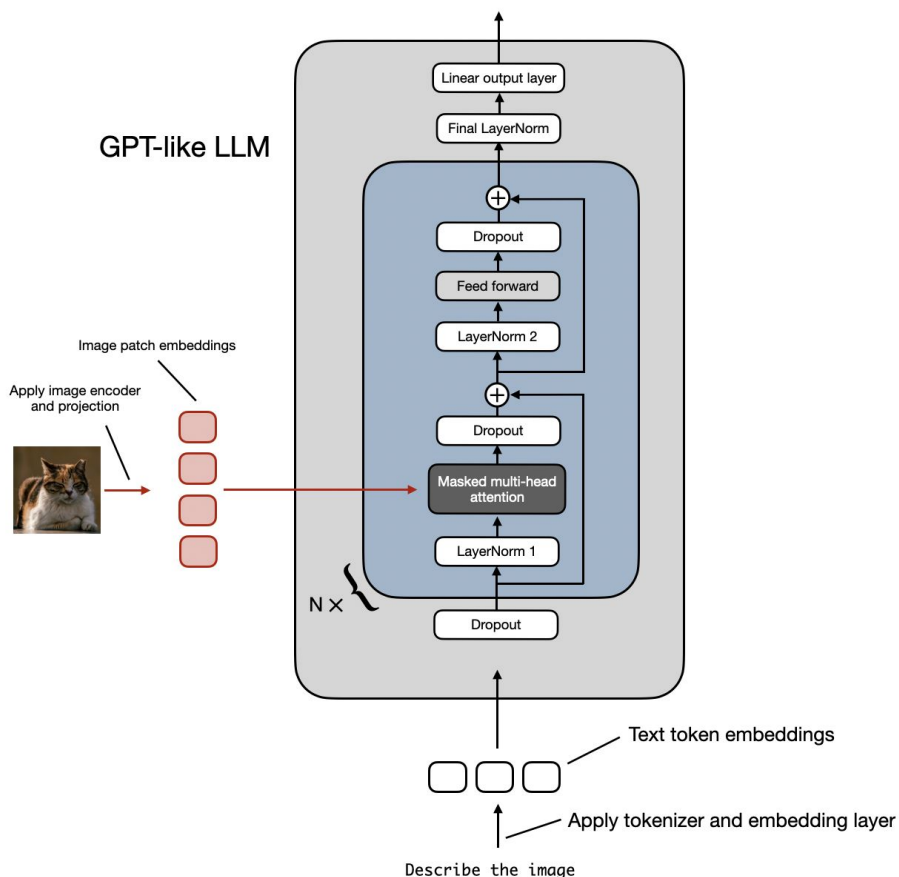 Linear output layer
Final LayerNorm
GPT-like LLM
Dropout
Feed forward
LayerNorm 2
Image patch embeddings
Apply image encoder
and projection
Dropout
Masked multi-head
attention
LayerNorm 1
N ×
Dropout
Text token embeddings
Apply tokenizer and embedding layer
Describe the image